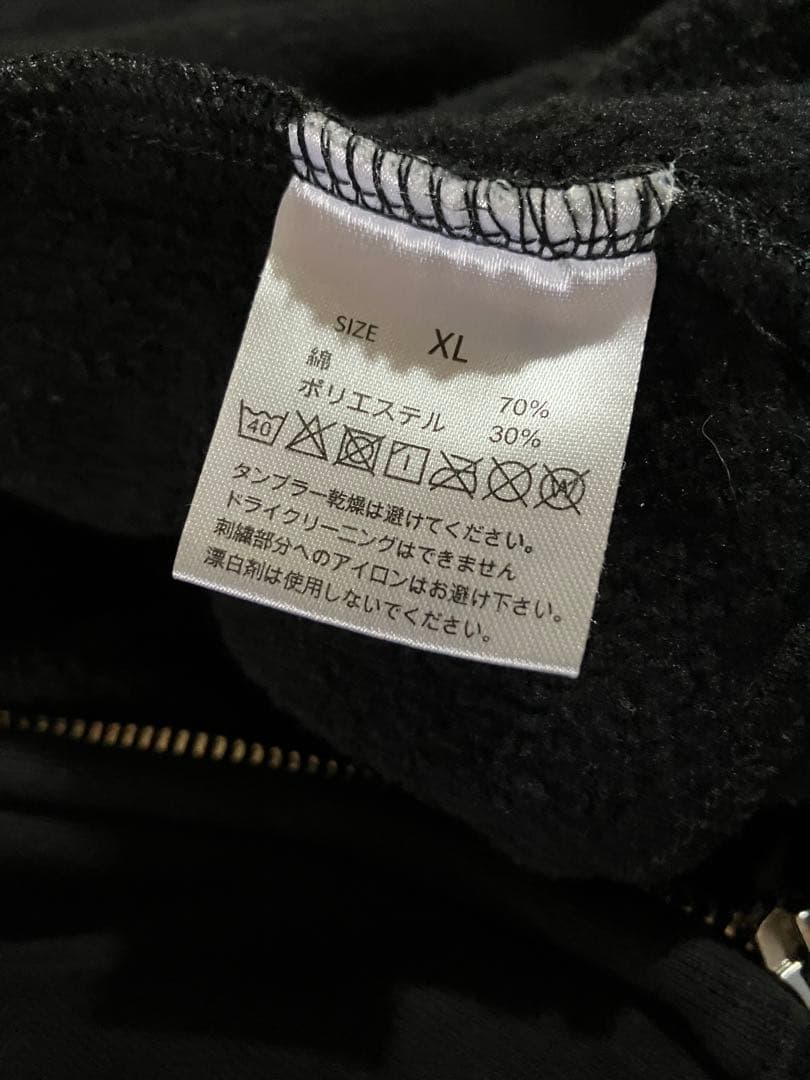 SIZE XL
綿 70%
ポリエステル 30%
40
W
タンブラー乾燥は避けてください。
ドライクリーニングはできません
刺繍部分へのアイロンはお避け下さい。
漂白剤は使用しないでください。